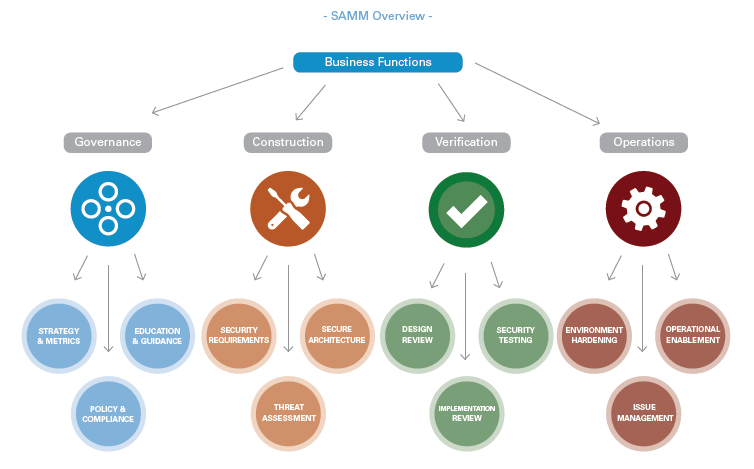 - SAMM Overview -
Business Functions
Governance
Construction
Verification
Operations
STRATEGY
& METRICS
EDUCATION
& GUIDANCE
SECURITY
REQUIREMENTS
SECURE
ARCHITECTURE
DESIGN
REVIEW
SECURITY
TESTING
ENVIRONMENT
HARDENING
OPERATIONAL
ENABLEMENT
POLICY &
COMPLIANCE
THREAT
ASSESSMENT
IMPLEMENTATION
REVIEW
ISSUE
MANAGEMENT